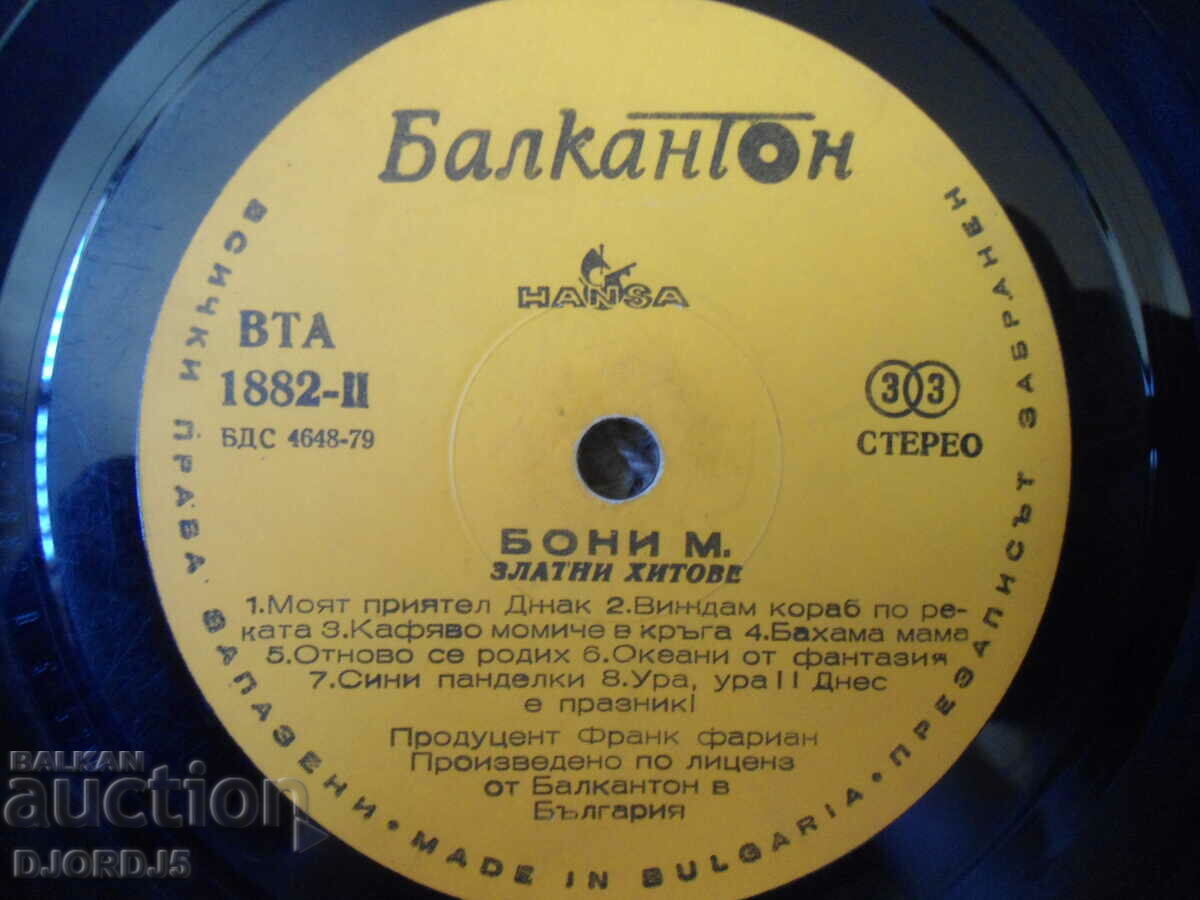 Балкантон
HANSA
ВТА
1882-II
БДС 4648-79
33
СТЕРЕО
БОНИ М.
ЗЛАТНИ ХИТОВЕ
1.Моят приятел Джак 2.Виждам кораб по ре-
ката 3.Кафяво момиче в кръга 4.Бахама мама
5.Отново се родих 6.Океани от фантазия
7.Сини панделки 8.Ура, ура!! Днес
е празник!
Продуцент Франк фариан
Произведено по лиценз
от Балкантон в
България
ВСИЧКИ ПРАВА ЗАПАЗЕНИ • MADE IN BULGARIA • ПРЕЗАПИСЪТ ЗАБРАНЕН
BALKAN
auction
DJORDJ5